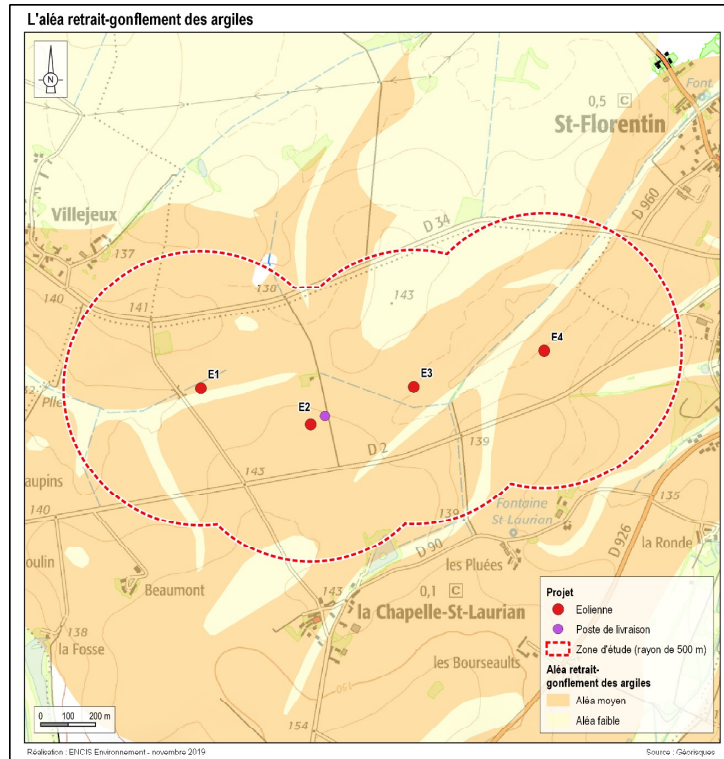 L'aléa retrait-gonflement des argiles
N
0,5 C
St-Florentin
Font
Villejeux
137
D 960
D 34
140
141
130
143
E1
E2
E3
E4
D 2
143
139
140
Beaumont
139
Fontaine
St-Laurian
135
D 90
D 926
la Ronde
les Pluées
143
0,1 C
la Chapelle-St-Laurian
138
la Fosse
les Bourseaults
150
154
0 100 200 m
Projet
Eolienne
Poste de livraison
Zone d'étude (rayon de 500 m)
Aléa retrait-
gonflement des argiles
Aléa moyen
Aléa faible
Réalisation : ENCIS Environnement - novembre 2019
Source : Géorisques